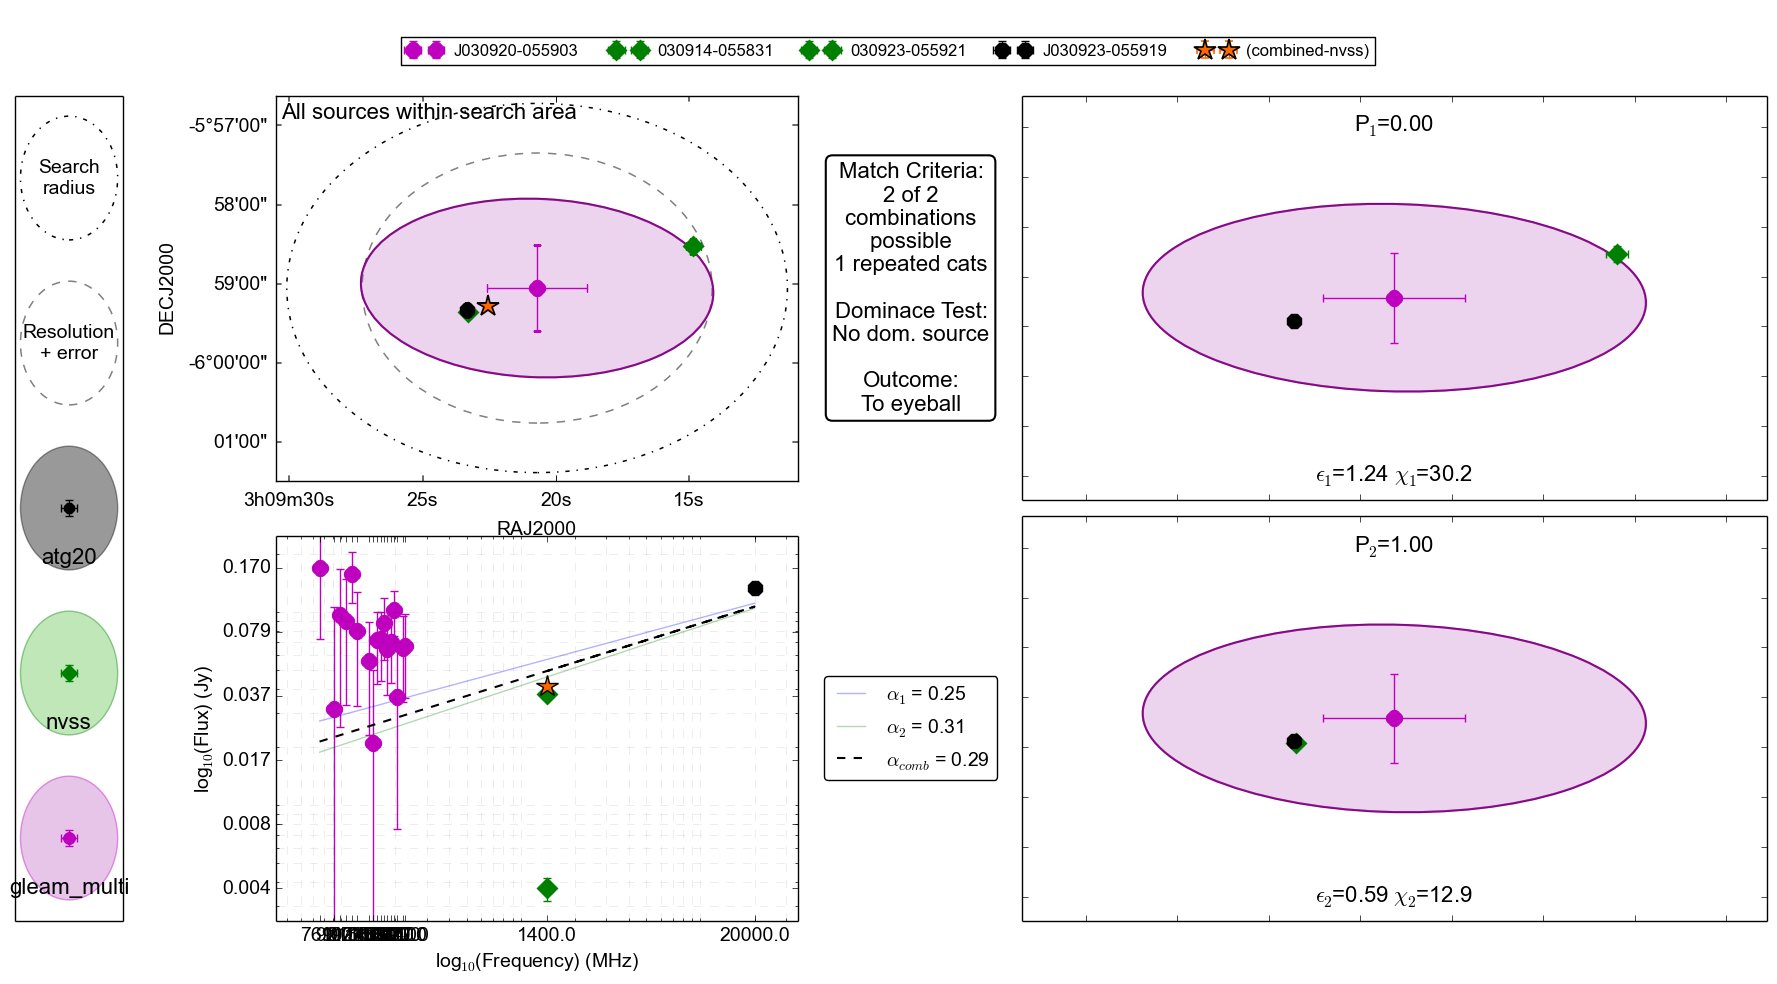 J030920-055903 030914-055831 030923-055921 J030923-055919 (combined-nvss)
Search
radius
Resolution
+ error
atg20
nvss
gleam_multi
All sources within search area
DECJ2000
-5°57'00"
58'00"
59'00"
-6°00'00"
01'00"
3h09m30s 25s 20s 15s
RAJ2000
Match Criteria:
2 of 2
combinations
possible
1 repeated cats
Dominace Test:
No dom. source
Outcome:
To eyeball
P1=0.00
ϵ1=1.24 χ1=30.2
P2=1.00
ϵ2=0.59 χ2=12.9
log10(Flux) (Jy)
0.170
0.079
0.037
0.017
0.008
0.004
1400.0 20000.0
log10(Frequency) (MHz)
α1 = 0.25
α2 = 0.31
αcomb = 0.29